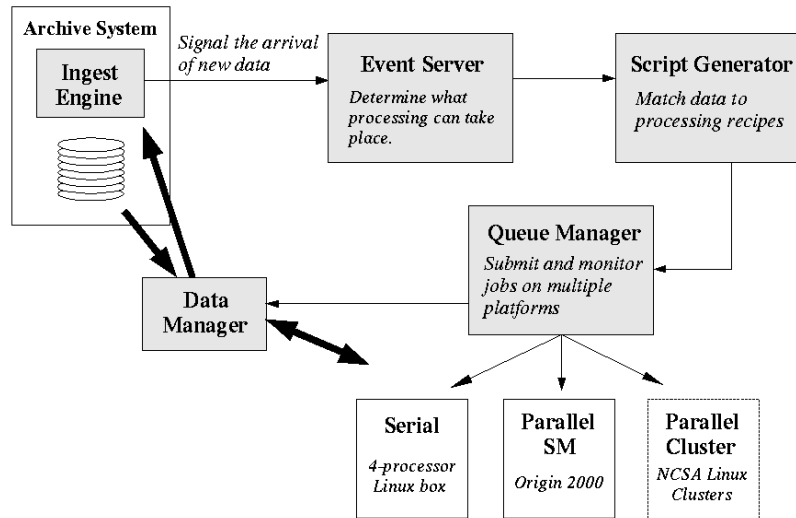 Archive System
Ingest
Engine
Signal the arrival
of new data
Event Server
Determine what
processing can take
place.
Script Generator
Match data to
processing recipes
Queue Manager
Submit and monitor
jobs on multiple
platforms
Data
Manager
Serial
4-processor
Linux box
Parallel
SM
Origin 2000
Parallel
Cluster
NCSA Linux
Clusters